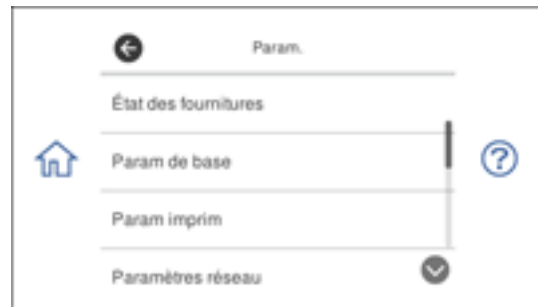 Param.
État des fournitures
Param de base
Param imprim
Paramètres réseau
?